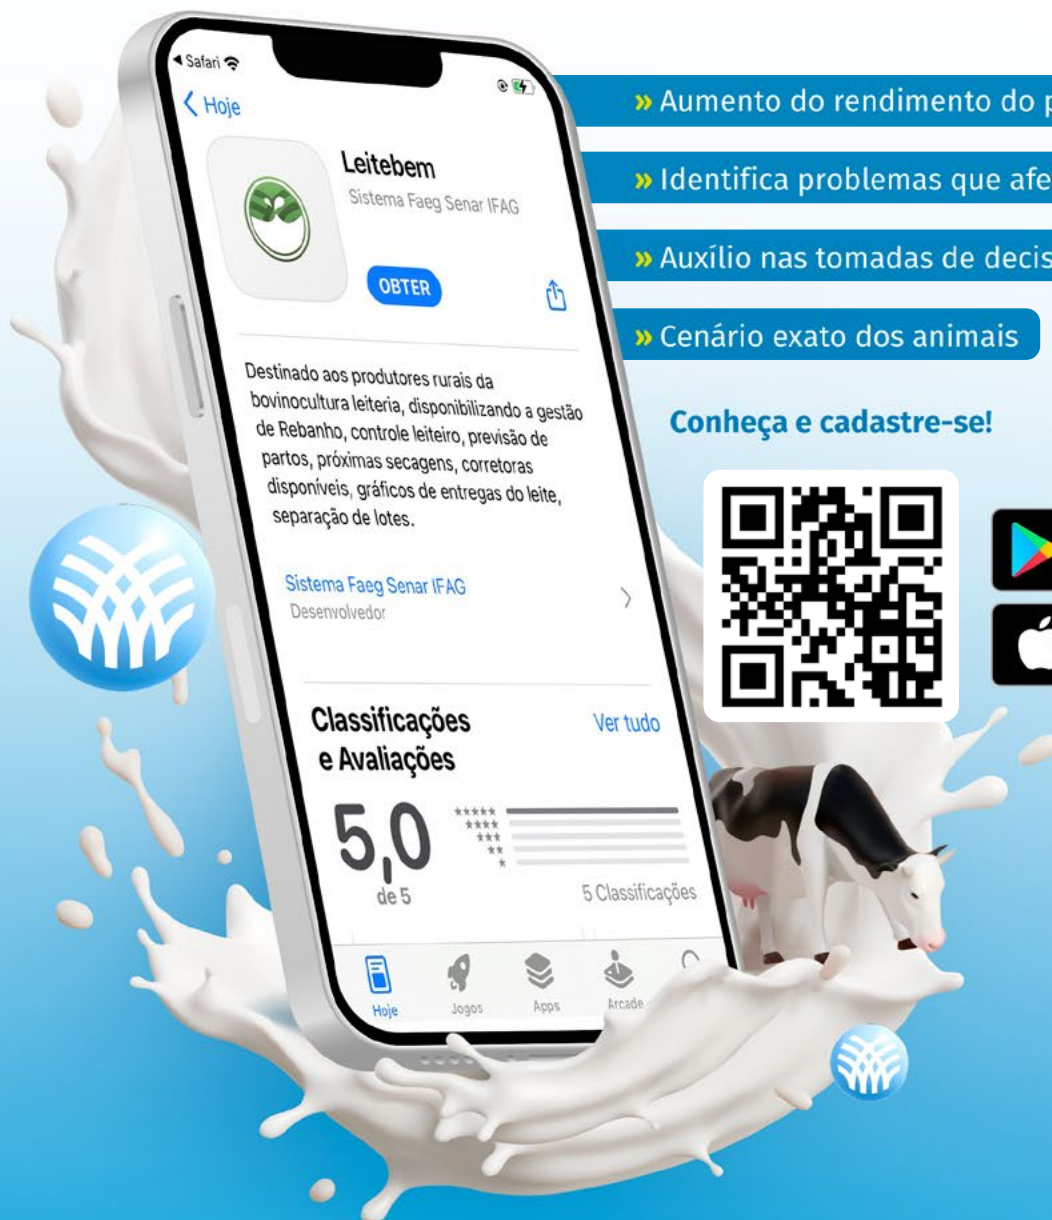 Safari
Hoje
Leitebem
Sistema Faeg Senar IFAG
OBTER
Destinado aos produtores rurais da
bovinocultura leiteria, disponibilizando a gestão
de Rebanho, controle leiteiro, previsão de
partos, próximas secagens, corretoras
disponíveis, gráficos de entregas do leite,
separação de lotes.
Sistema Faeg Senar IFAG
Desenvolvedor
Classificações
e Avaliações
Ver tudo
5,0
de 5
5 Classificações
Hoje
Jogos
Apps
Arcade
» Aumento do rendimento do
» Identifica problemas que
» Auxílio nas tomadas de
» Cenário exato dos animais
Conheça e cadastre-se!